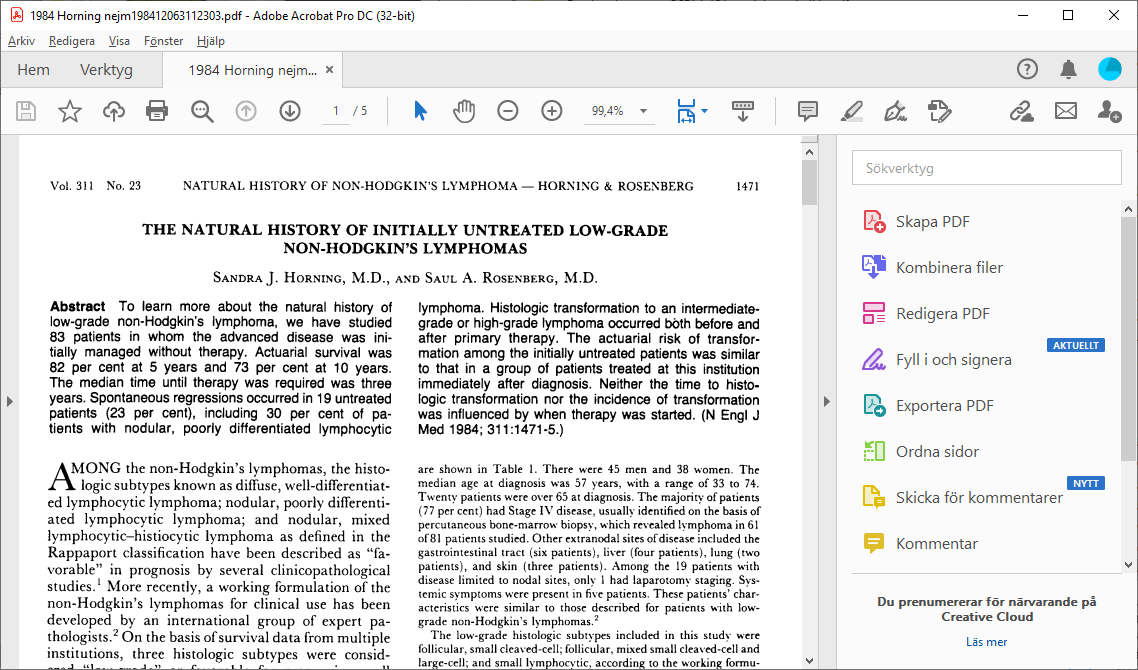 1984 Horning nejm198412063112303.pdf - Adobe Acrobat Pro DC (32-bit)
Arkiv Redigera Visa Fönster Hjälp
Hem Verktyg 1984 Horning nejm... ×
1 / 5 99,4%
Vol. 311 No. 23 NATURAL HISTORY OF NON-HODGKIN'S LYMPHOMA — HORNING & ROSENBERG 1471
THE NATURAL HISTORY OF INITIALLY UNTREATED LOW-GRADE
NON-HODGKIN'S LYMPHOMAS
SANDRA J. HORNING, M.D., AND SAUL A. ROSENBERG, M.D.
Abstract To learn more about the natural history of
low-grade non-Hodgkin's lymphoma, we have studied
83 patients in whom the advanced disease was ini-
tially managed without therapy. Actuarial survival was
82 per cent at 5 years and 73 per cent at 10 years.
The median time until therapy was required was three
years. Spontaneous regressions occurred in 19 untreated
patients (23 per cent), including 30 per cent of pa-
tients with nodular, poorly differentiated lymphocytic
lymphoma. Histologic transformation to an intermediate-
grade or high-grade lymphoma occurred both before and
after primary therapy. The actuarial risk of transfor-
mation among the initially untreated patients was similar
to that in a group of patients treated at this institution
immediately after diagnosis. Neither the time to histo-
logic transformation nor the incidence of transformation
was influenced by when therapy was started. (N Engl J
Med 1984; 311:1471-5.)
AMONG the non-Hodgkin's lymphomas, the histo-
logic subtypes known as diffuse, well-differentiat-
ed lymphocytic lymphoma; nodular, poorly differenti-
ated lymphocytic lymphoma; and nodular, mixed
lymphocytic–histiocytic lymphoma as defined in the
Rappaport classification have been described as "fa-
vorable" in prognosis by several clinicopathological
studies.1 More recently, a working formulation of the
non-Hodgkin's lymphomas for clinical use has been
developed by an international group of expert pa-
thologists.2 On the basis of survival data from multiple
institutions, three histologic subtypes were consid-
are shown in Table 1. There were 45 men and 38 women. The
median age at diagnosis was 57 years, with a range of 33 to 74.
Twenty patients were over 65 at diagnosis. The majority of patients
(77 per cent) had Stage IV disease, usually identified on the basis of
percutaneous bone-marrow biopsy, which revealed lymphoma in 61
of 81 patients studied. Other extranodal sites of disease included the
gastrointestinal tract (six patients), liver (four patients), lung (two
patients), and skin (three patients). Among the 19 patients with
disease limited to nodal sites, only 1 had laparotomy staging. Sys-
temic symptoms were present in five patients. These patients' char-
acteristics were similar to those described for patients with low-
grade non-Hodgkin's lymphomas.2
The low-grade histologic subtypes included in this study were
follicular, small cleaved-cell; follicular, mixed small cleaved-cell and
large-cell; and small lymphocytic, according to the working formu-
Sökverktyg
Skapa PDF
Kombinera filer
Redigera PDF
AKTUELLT
Fyll i och signera
Exportera PDF
Ordna sidor
NYTT
Skicka för kommentarer
Kommentar
Du prenumererar för närvarande på
Creative Cloud
Läs mer